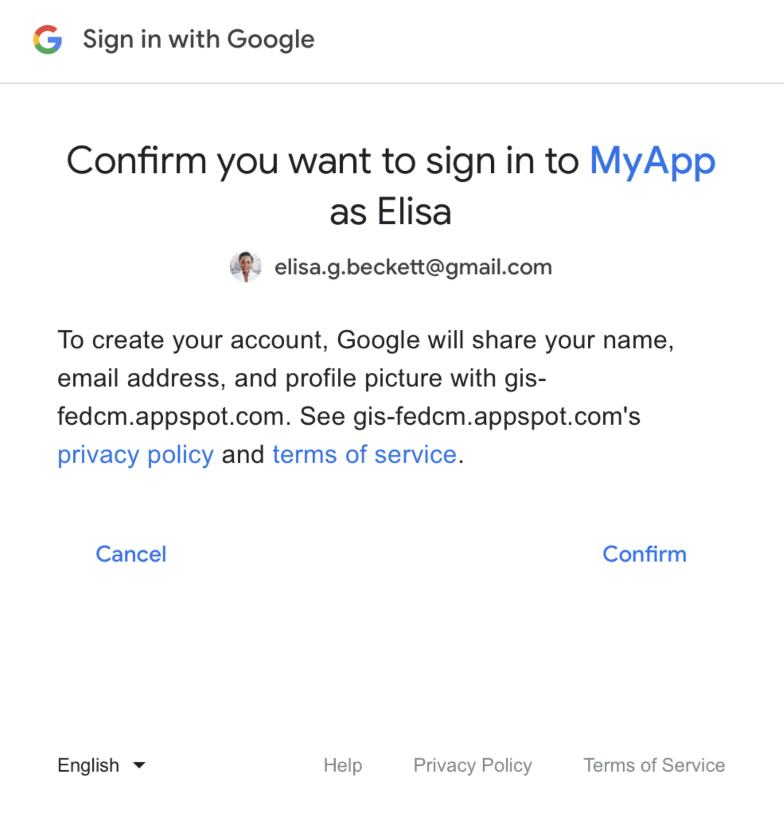 Sign in with Google
Confirm you want to sign in to MyApp
as Elisa
elisa.g.beckett@gmail.com
To create your account, Google will share your name,
email address, and profile picture with gis-
fedcm.appspot.com. See gis-fedcm.appspot.com's
privacy policy and terms of service.
Cancel Confirm
English Help Privacy Policy Terms of Service